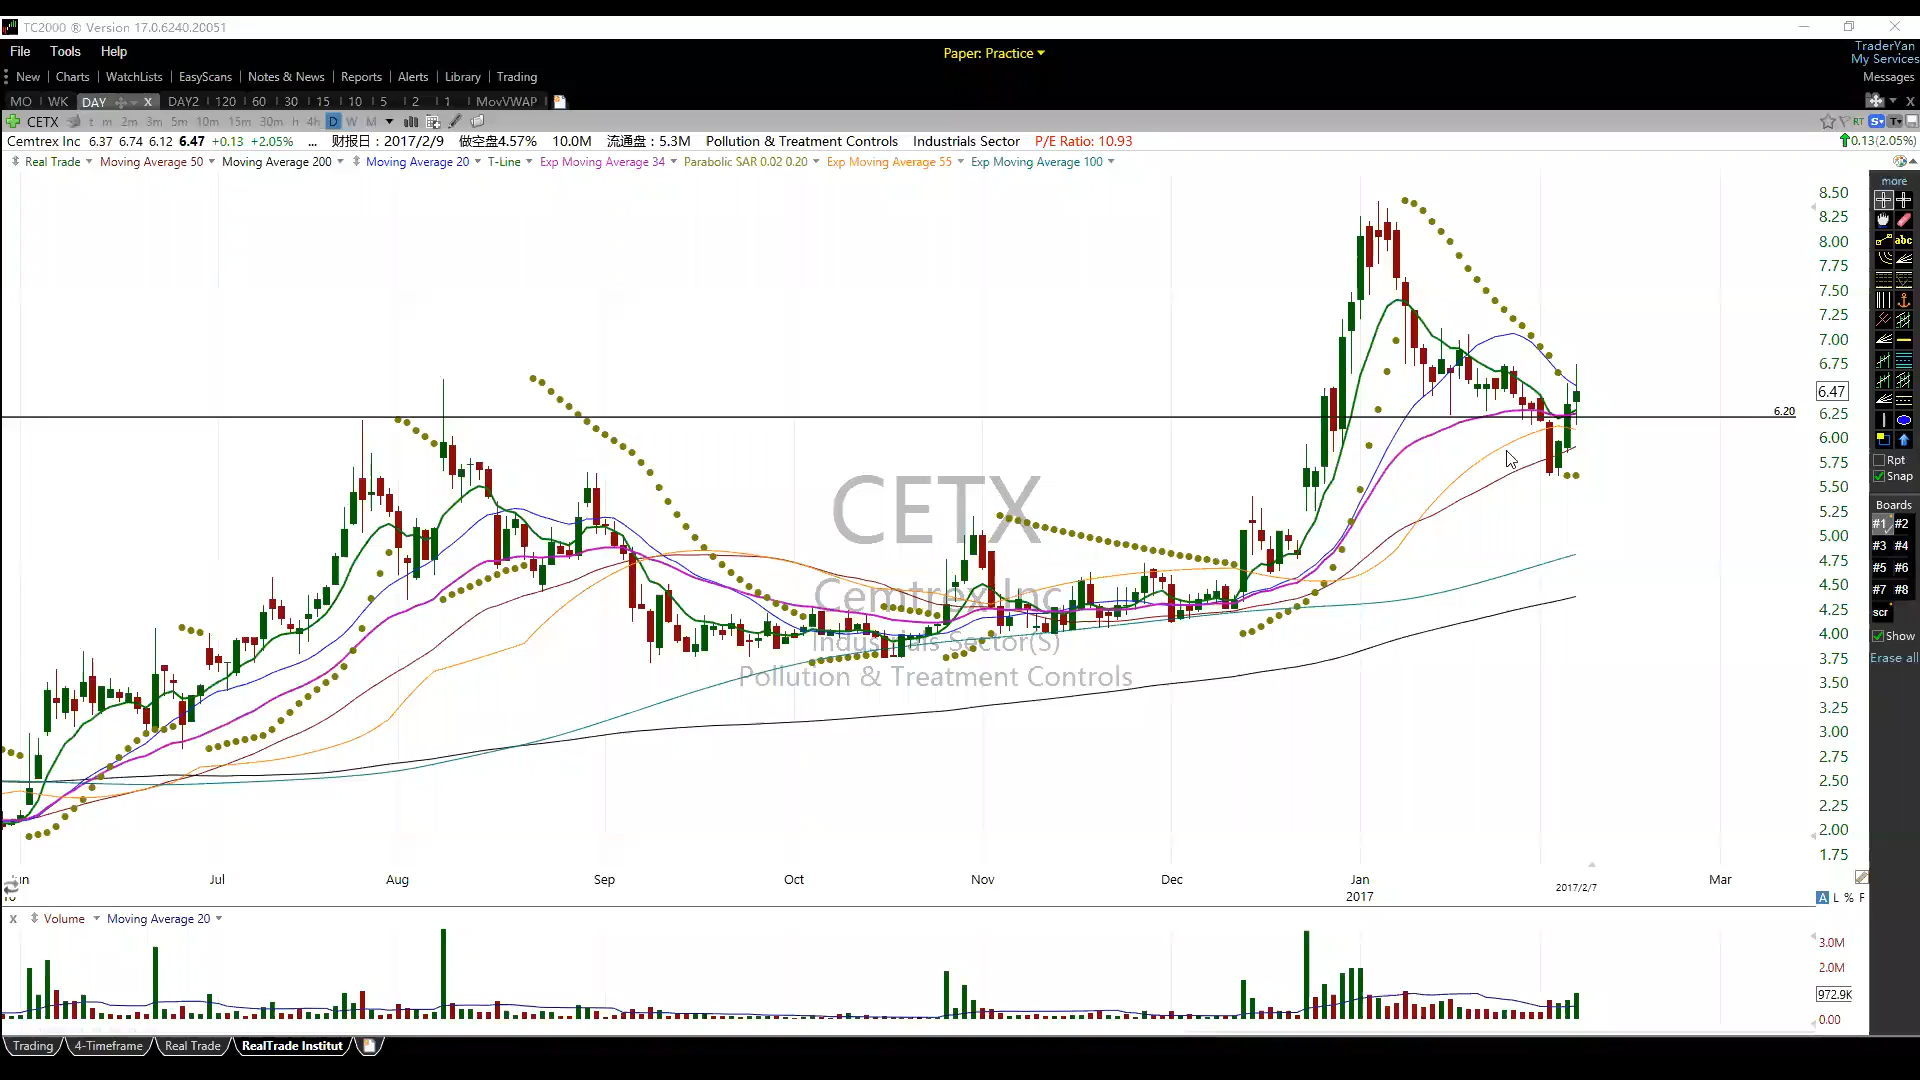 TC2000 ® Version 17.0.6240.20051
File Tools Help
Paper: Practice
TraderYan
My Services
New Charts WatchLists EasyScans Notes & News Reports Alerts Library Trading
Messages
MO WK DAY X DAY2 120 60 30 15 10 5 2 1 MovVWAP
X
CETX t m 2m 3m 5m 10m 15m 30m h 4h D W M
RT S T
Cemtrex Inc 6.37 6.74 6.12 6.47 +0.13 +2.05% ... 财报日：2017/2/9 做空盘4.57% 10.0M 流通盘：5.3M Pollution & Treatment Controls Industrials Sector P/E Ratio: 10.93
0.13(2.05%)
Real Trade Moving Average 50 Moving Average 200 Moving Average 20 T-Line Exp Moving Average 34 Parabolic SAR 0.02 0.20 Exp Moving Average 55 Exp Moving Average 100
more
abc
8.50
8.25
8.00
7.75
7.50
7.25
7.00
6.75
6.47
6.20
6.25
6.00
5.75
5.50
5.25
5.00
4.75
4.50
4.25
4.00
3.75
3.50
3.25
3.00
2.75
2.50
2.25
2.00
1.75
CETX
Cemtrex Inc
Industrials Sector(S)
Pollution & Treatment Controls
Rpt
Snap
Boards
#1 #2
#3 #4
#5 #6
#7 #8
scr
Show
Erase all
Jul Aug Sep Oct Nov Dec Jan Mar
2017
2017/2/7
A L % F
X Volume Moving Average 20
3.0M
2.0M
972.9K
0.00
Trading 4-Timeframe Real Trade RealTrade Institut